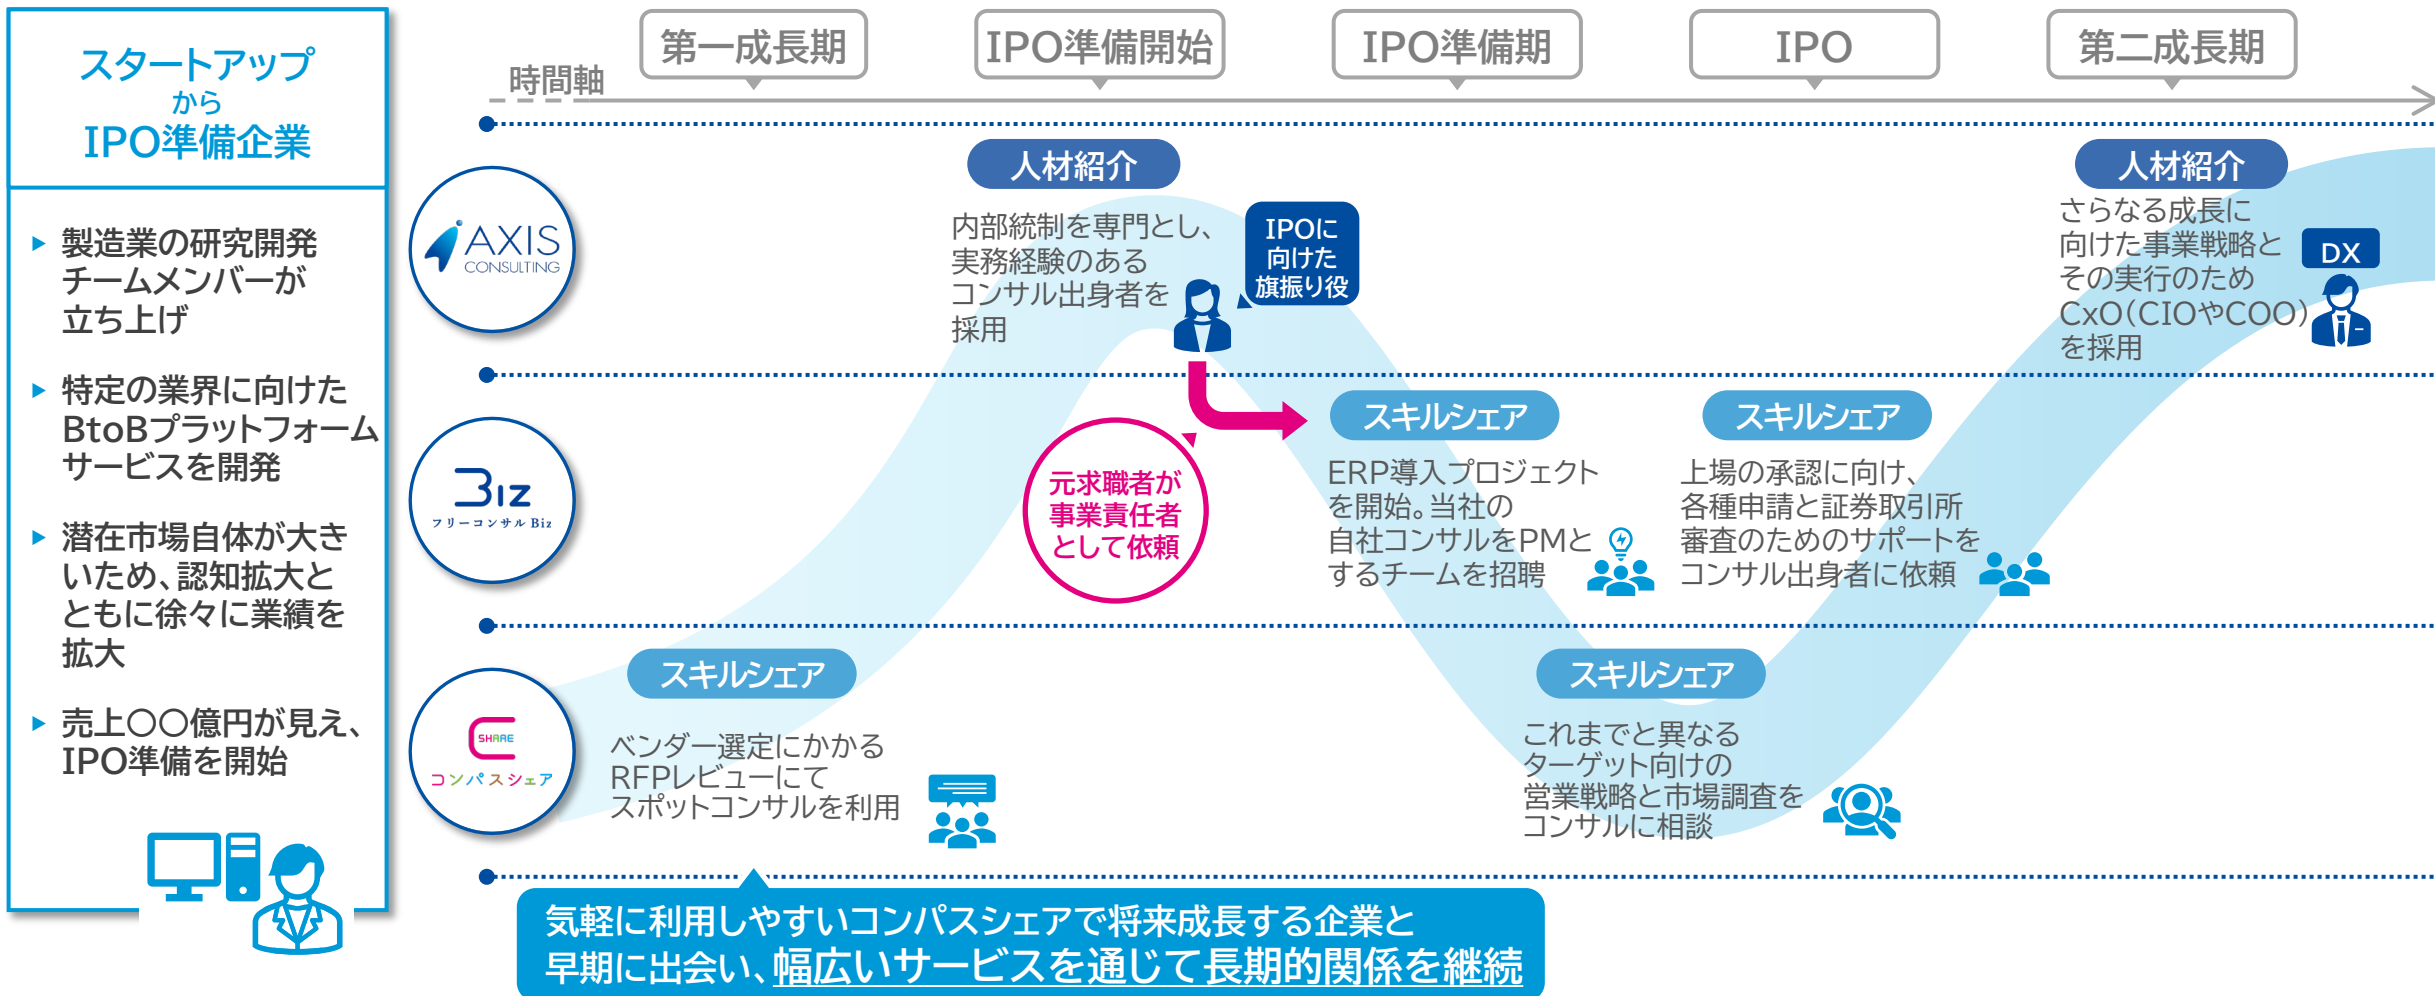 スタートアップ
から
IPO準備企業
▶ 製造業の研究開発
チームメンバーが
立ち上げ
▶ 特定の業界に向けた
BtoBプラットフォーム
サービスを開発
▶ 潜在市場自体が大き
いため、認知拡大と
ともに徐々に業績を
拡大
▶ 売上〇〇億円が見え、
IPO準備を開始
時間軸
第一成長期
IPO準備開始
IPO準備期
IPO
第二成長期
AXIS
CONSULTING
人材紹介
内部統制を専門とし、
実務経験のある
コンサル出身者を
採用
IPOに
向けた
旗振り役
人材紹介
さらなる成長に
向けた事業戦略と
その実行のため
CxO(CIOやCOO)
を採用
DX
Biz
フリーコンサルBiz
元求職者が
事業責任者
として依頼
スキルシェア
ERP導入プロジェクト
を開始。当社の
自社コンサルをPMと
するチームを招聘
スキルシェア
上場の承認に向け、
各種申請と証券取引所
審査のためのサポートを
コンサル出身者に依頼
SHARE
コンパスシェア
スキルシェア
ベンダー選定にかかる
RFPレビューにて
スポットコンサルを利用
スキルシェア
これまでと異なる
ターゲット向けの
営業戦略と市場調査を
コンサルに相談
気軽に利用しやすいコンパスシェアで将来成長する企業と
早期に出会い、幅広いサービスを通じて長期的関係を継続